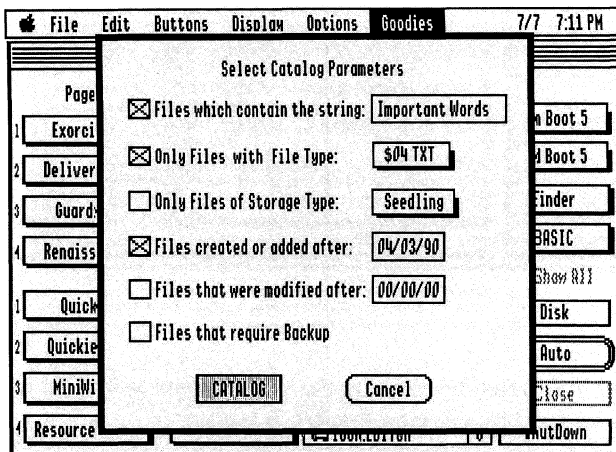 File Edit Buttons Display Options Goodies 7/7 7:11 PM
Select Catalog Parameters
Page
Files which contain the string: Important Words
1 Exorci
m Boot 5
Only Files with File Type: $04 TXT
2 Deliver
Boot 5
Only Files of Storage Type: Seedling
3 Guard
Finder
Files created or added after: 04/03/90
4 Renaiss
BASIC
Show All
Files that were modified after: 00/00/00
1 Quick
Disk
Files that require Backup
2 Quickie
Auto
3 MiniWi
CATALOG Cancel
Close
4 Resource
ShutDown